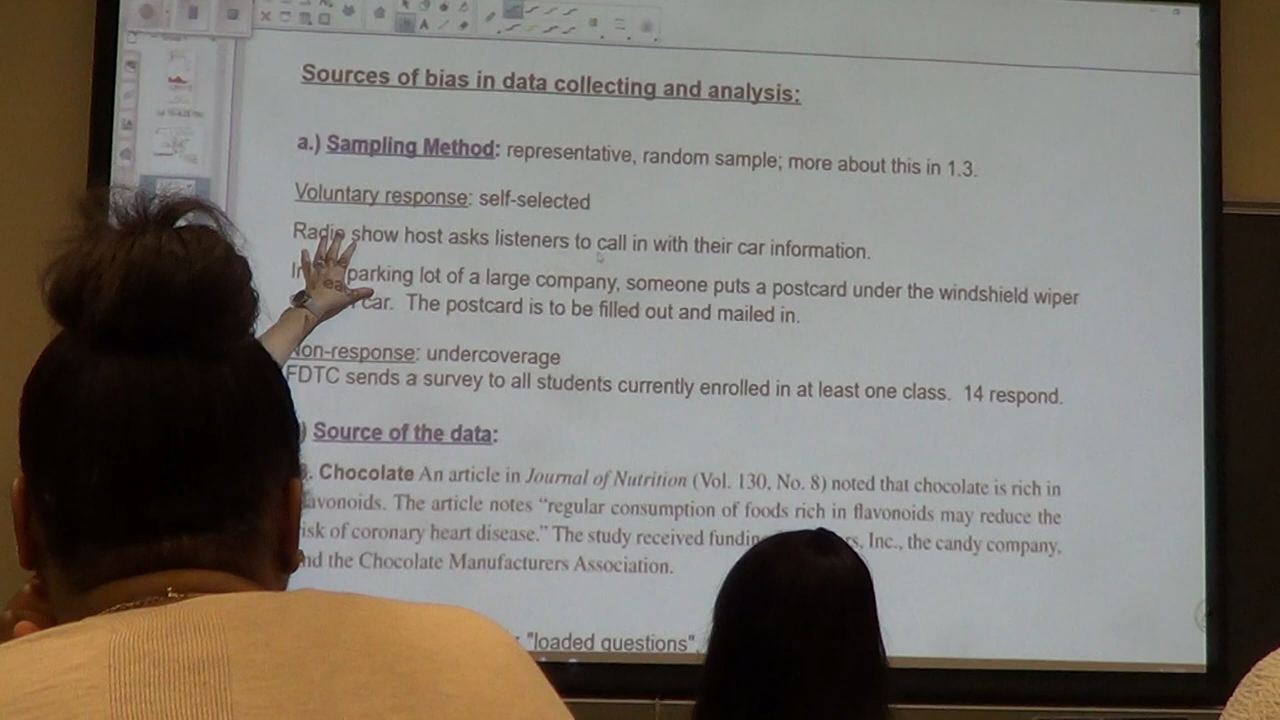 Sources of bias in data collecting and analysis:
a.) Sampling Method: representative, random sample; more about this in 1.3.
Voluntary response: self-selected
Radio show host asks listeners to call in with their car information.
parking lot of a large company, someone puts a postcard under the windshield wiper
car. The postcard is to be filled out and mailed in.
Non-response: undercoverage
FDTC sends a survey to all students currently enrolled in at least one class. 14 respond.
) Source of the data:
. Chocolate An article in Journal of Nutrition (Vol. 130, No. 8) noted that chocolate is rich in
avonoids. The article notes “regular consumption of foods rich in flavonoids may reduce the
isk of coronary heart disease.” The study received funding rs, Inc., the candy company,
nd the Chocolate Manufacturers Association.
"loaded questions"